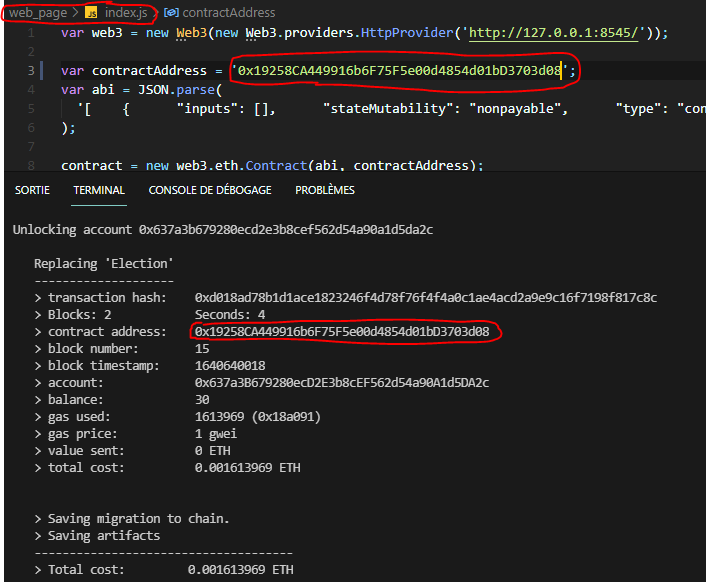 web_page > JS index.js > contractAddress
1 var web3 = new Web3(new Web3.providers.HttpProvider('http://127.0.0.1:8545/'));
2
3 var contractAddress = '0x19258CA449916b6F75F5e00d4854d01bD3703d08';
4 var abi = JSON.parse(
5 '[ { "inputs": [], "stateMutability": "nonpayable", "type": "con
6 );
7
8 contract = new web3.eth.Contract(abi, contractAddress);
SORTIE TERMINAL CONSOLE DE DÉBOGAGE PROBLÈMES
Unlocking account 0x637a3b679280ecd2e3b8cef562d54a90a1d5da2c
Replacing 'Election'
--------------------
> transaction hash: 0xd018ad78b1d1ace1823246f4d78f76f4f4a0c1ae4acd2a9e9c16f7198f817c8c
> Blocks: 2 Seconds: 4
> contract address: 0x19258CA449916b6F75F5e00d4854d01bD3703d08
> block number: 15
> block timestamp: 1640640018
> account: 0x637a3B679280ecD2E3b8cEF562d54a90A1d5DA2c
> balance: 30
> gas used: 1613969 (0x18a091)
> gas price: 1 gwei
> value sent: 0 ETH
> total cost: 0.001613969 ETH
> Saving migration to chain.
> Saving artifacts
-------------------------------------
> Total cost: 0.001613969 ETH